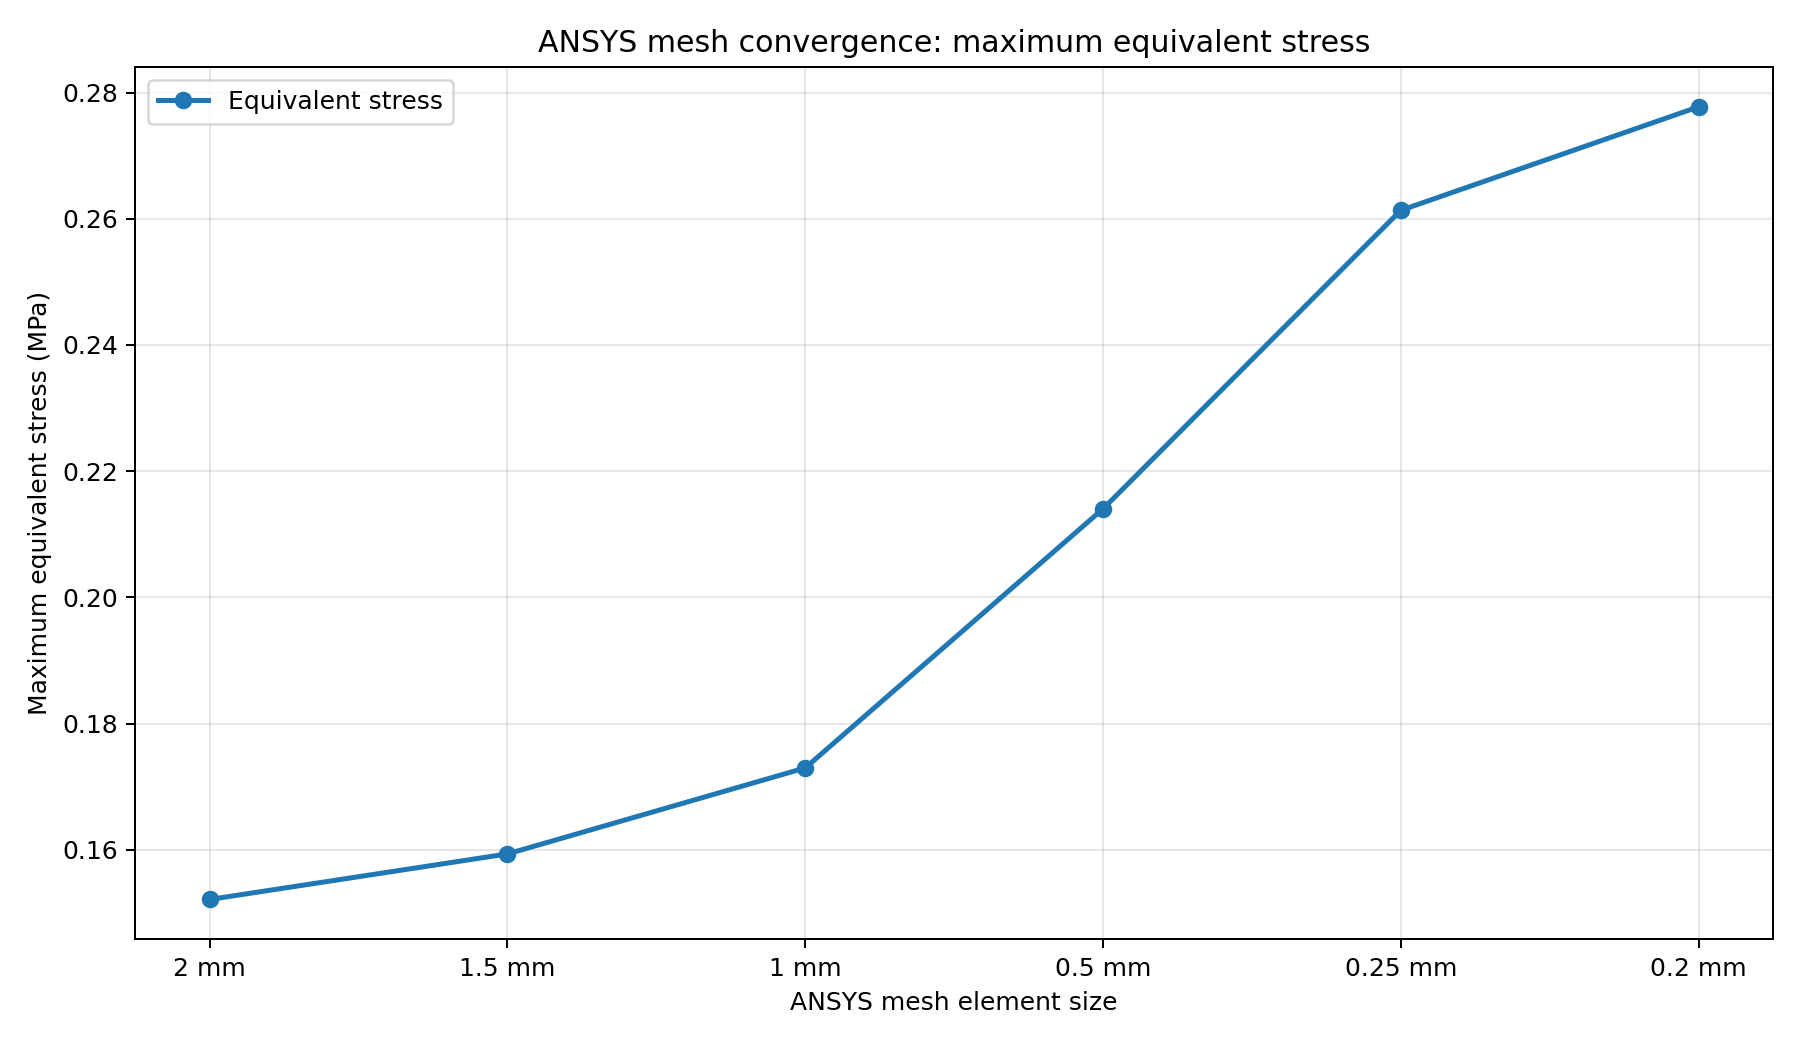 ANSYS mesh convergence: maximum equivalent stress
Equivalent stress
Maximum equivalent stress (MPa)
0.28
0.26
0.24
0.22
0.20
0.18
0.16
2 mm
1.5 mm
1 mm
0.5 mm
0.25 mm
0.2 mm
ANSYS mesh element size